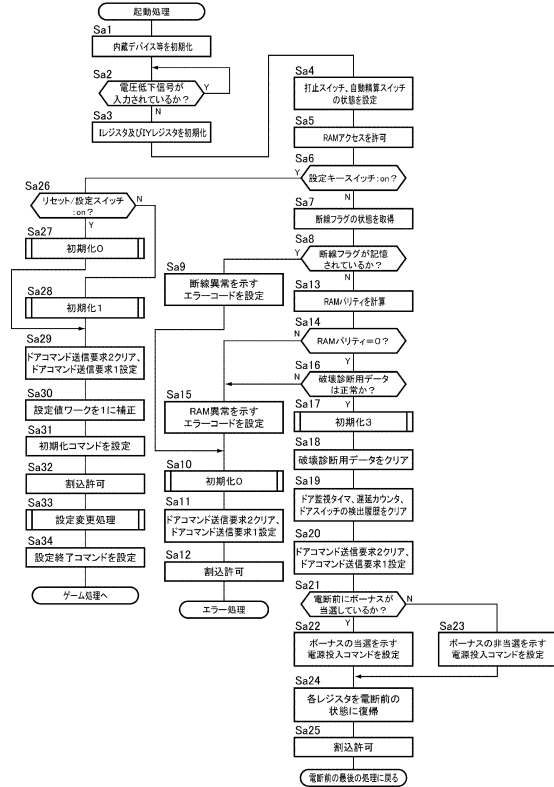 起動処理
Sa1
内蔵デバイス等を初期化
Sa2
電圧低下信号が
入力されているか？
Y
N
Sa3
Iレジスタ及びIYレジスタを初期化
Sa4
打止スイッチ、自動精算スイッチ
の状態を設定
Sa5
RAMアクセスを許可
Sa6
設定キースイッチ:on？
Y
N
Sa7
断線フラグの状態を取得
Sa8
断線フラグが記憶
されているか？
Y
N
Sa13
RAMパリティを計算
Sa14
RAMパリティ＝0？
N
Y
Sa16
破壊診断用データ
は正常か？
N
Y
Sa17
初期化3
Sa18
破壊診断用データをクリア
Sa19
ドア監視タイマ、遅延カウンタ、
ドアスイッチの検出履歴をクリア
Sa20
ドアコマンド送信要求2クリア、
ドアコマンド送信要求1設定
Sa21
電断前にボーナスが
当選しているか？
N
Y
Sa22
ボーナスの当選を示す
電源投入コマンドを設定
Sa23
ボーナスの非当選を示す
電源投入コマンドを設定
Sa24
各レジスタを電断前の
状態に復帰
Sa25
割込許可
電断前の最後の処理に戻る
Sa9
断線異常を示す
エラーコードを設定
Sa15
RAM異常を示す
エラーコードを設定
Sa10
初期化0
Sa11
ドアコマンド送信要求2クリア、
ドアコマンド送信要求1設定
Sa12
割込許可
エラー処理
Sa26
リセット/設定スイッチ
:on？
N
Y
Sa27
初期化0
Sa28
初期化1
Sa29
ドアコマンド送信要求2クリア、
ドアコマンド送信要求1設定
Sa30
設定値ワークを1に補正
Sa31
初期化コマンドを設定
Sa32
割込許可
Sa33
設定変更処理
Sa34
設定終了コマンドを設定
ゲーム処理へ